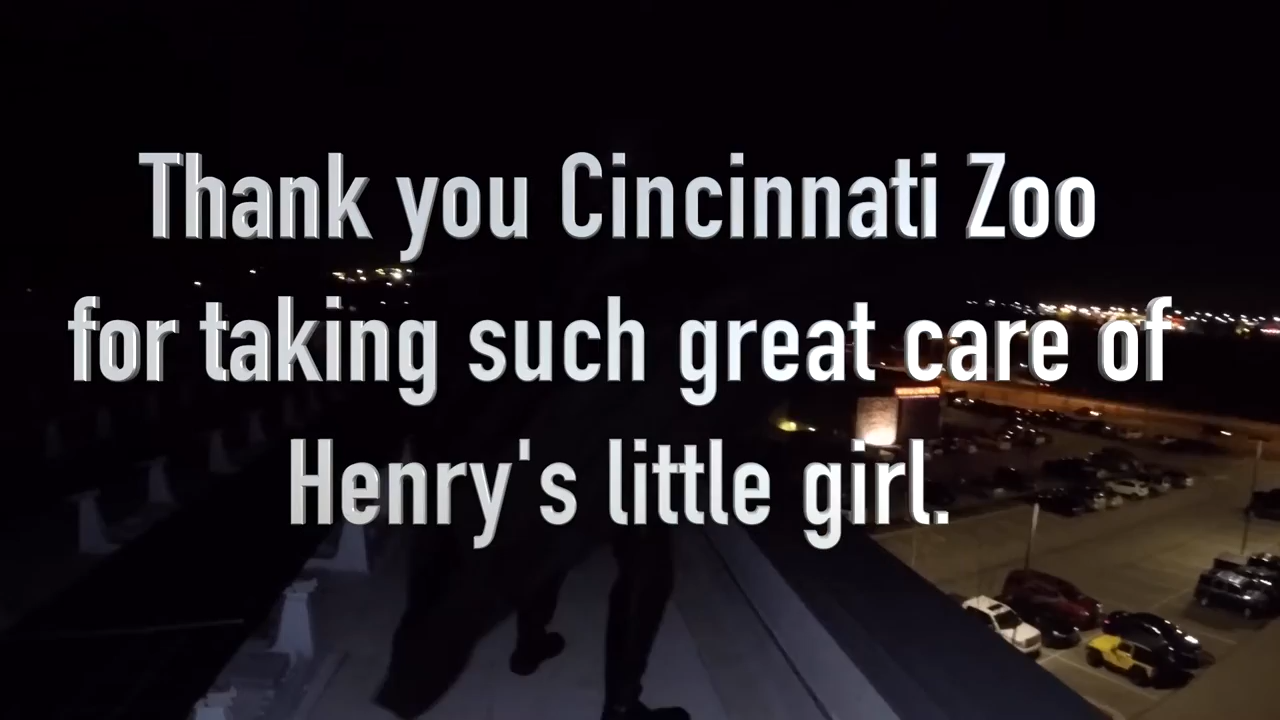 Thank you Cincinnati Zoo
for taking such great care of
Henry's little girl.